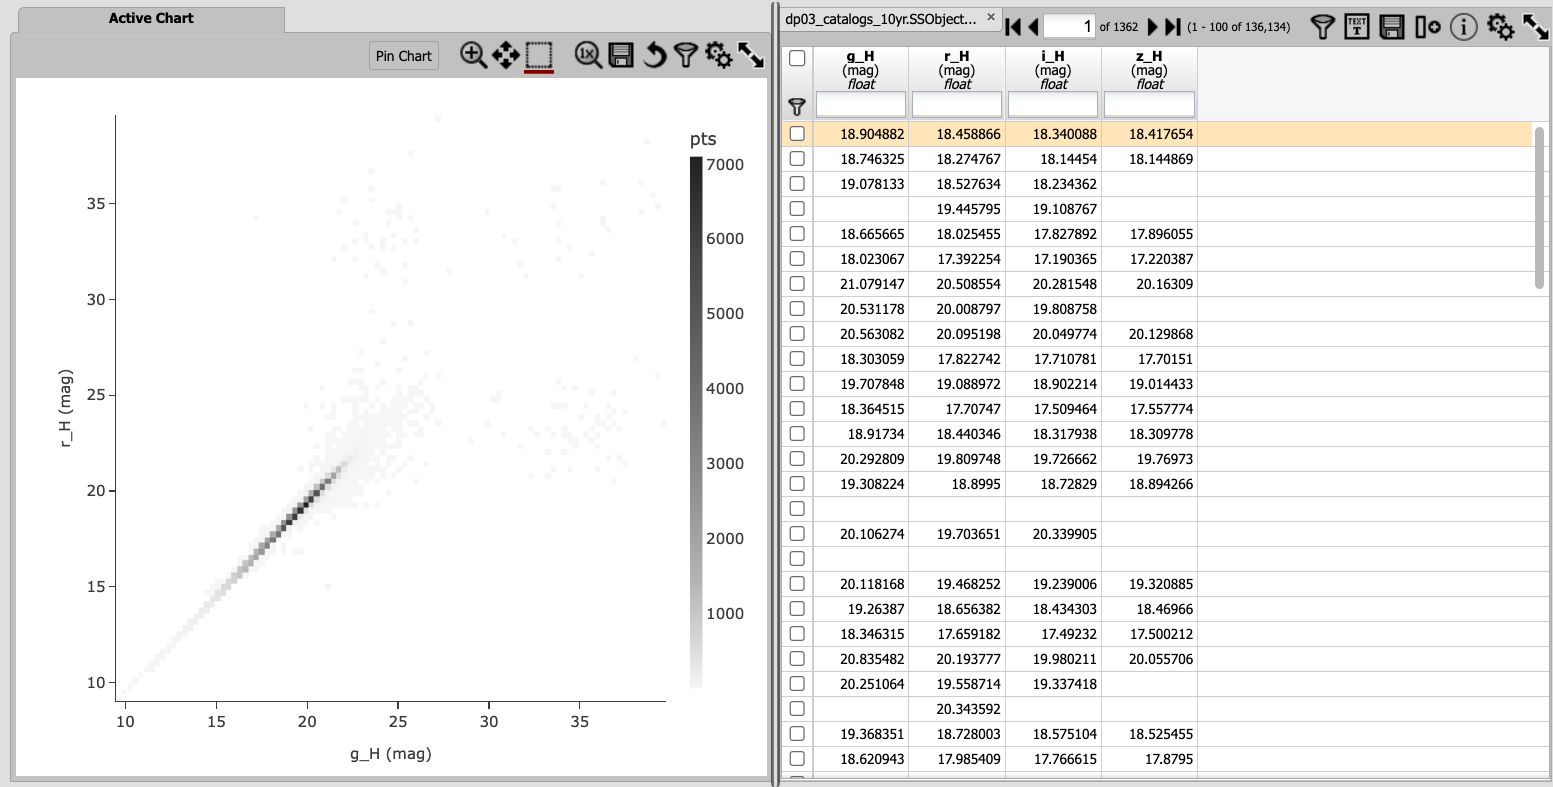 Active Chart
Pin Chart
1x
pts
7000
6000
5000
4000
3000
2000
1000
35
30
25
20
15
10
r_H (mag)
10 15 20 25 30 35
g_H (mag)
dp03_catalogs_10yr.SSObject... × 1 of 1362 (1 - 100 of 136,134) TEXT T i
g_H r_H i_H z_H
(mag) (mag) (mag) (mag)
float float float float
18.904882 18.458866 18.340088 18.417654
18.746325 18.274767 18.14454 18.144869
19.078133 18.527634 18.234362
19.445795 19.108767
18.665665 18.025455 17.827892 17.896055
18.023067 17.392254 17.190365 17.220387
21.079147 20.508554 20.281548 20.16309
20.531178 20.008797 19.808758
20.563082 20.095198 20.049774 20.129868
18.303059 17.822742 17.710781 17.70151
19.707848 19.088972 18.902214 19.014433
18.364515 17.70747 17.509464 17.557774
18.91734 18.440346 18.317938 18.309778
20.292809 19.809748 19.726662 19.76973
19.308224 18.8995 18.72829 18.894266
20.106274 19.703651 20.339905
20.118168 19.468252 19.239006 19.320885
19.26387 18.656382 18.434303 18.46966
18.346315 17.659182 17.49232 17.500212
20.835482 20.193777 19.980211 20.055706
20.251064 19.558714 19.337418
20.343592
19.368351 18.728003 18.575104 18.525455
18.620943 17.985409 17.766615 17.8795